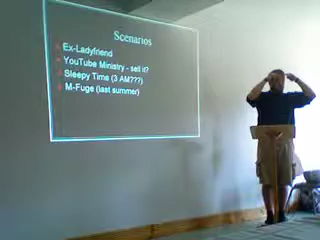 Scenarios
Ex-Ladyfriend
YouTube Ministry - sell it?
Sleepy Time (3 AM???)
M-Fuge (last summer)